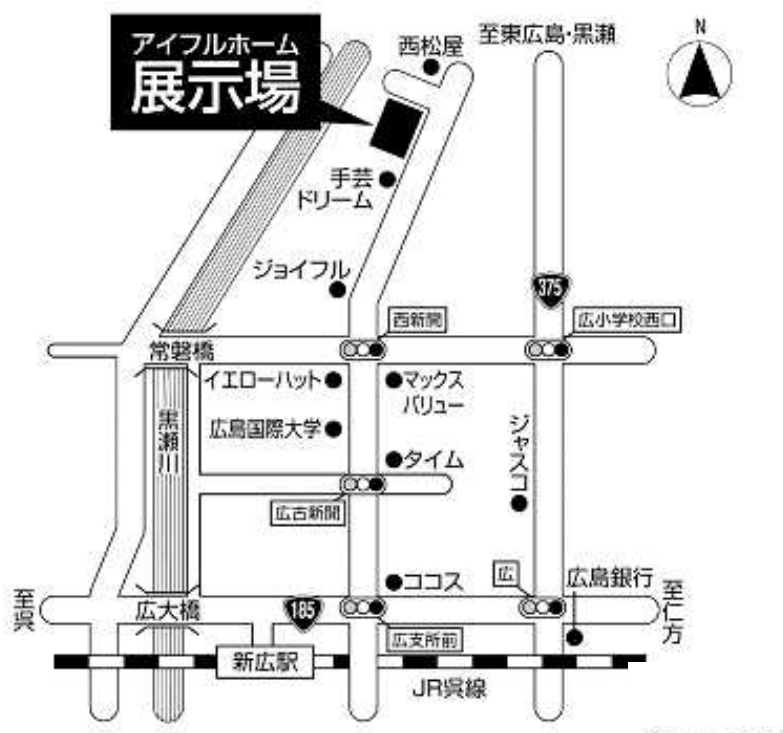 アイフルホーム
展示場
西松屋
至東広島・黒瀬
N
手芸
ドリーム
ジョイフル
375
西新開
広小学校西口
常磐橋
イエローハット
マックス
バリュー
黒瀬川
広島国際大学
ジャスコ
タイム
広古新開
ココス
広
広島銀行
至呉
広大橋
185
至仁方
広支所前
新広駅
JR呉線